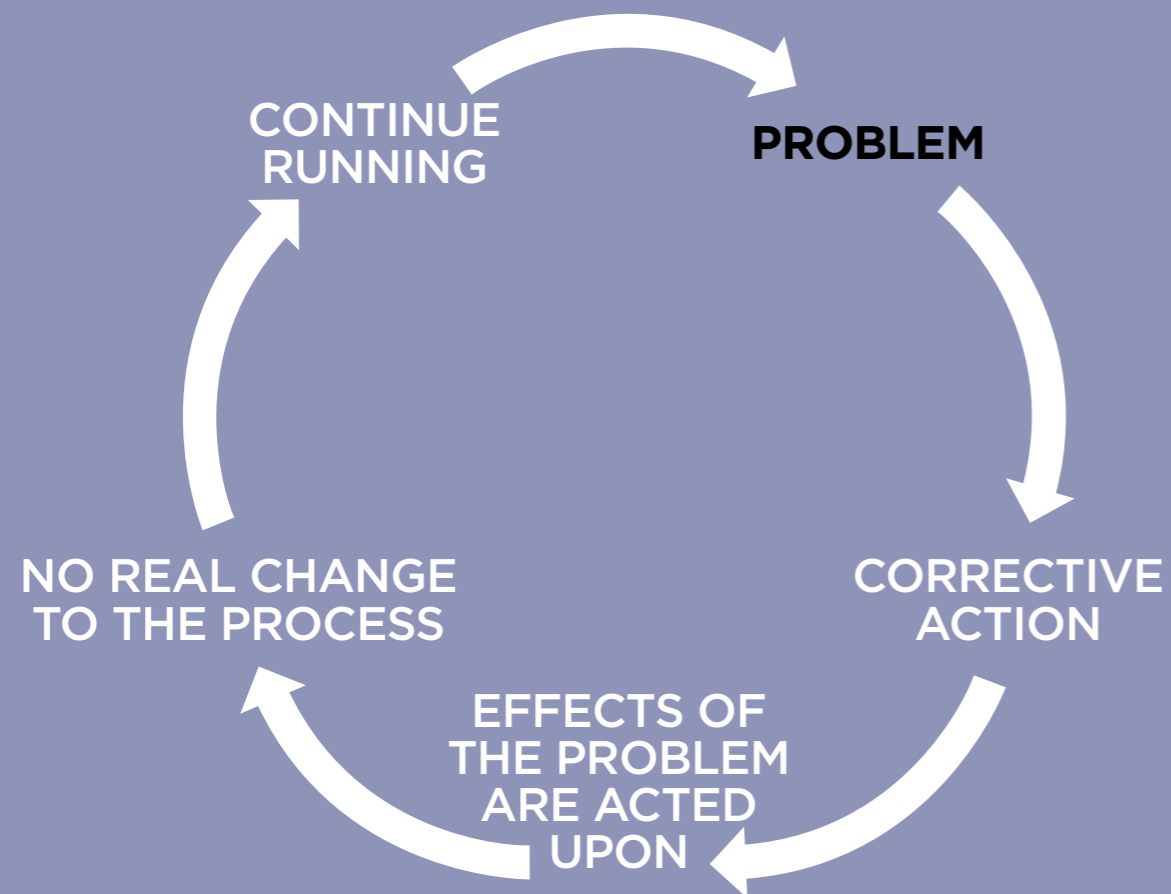 PROBLEM
CORRECTIVE
ACTION
EFFECTS OF
THE PROBLEM
ARE ACTED
UPON
NO REAL CHANGE
TO THE PROCESS
CONTINUE
RUNNING